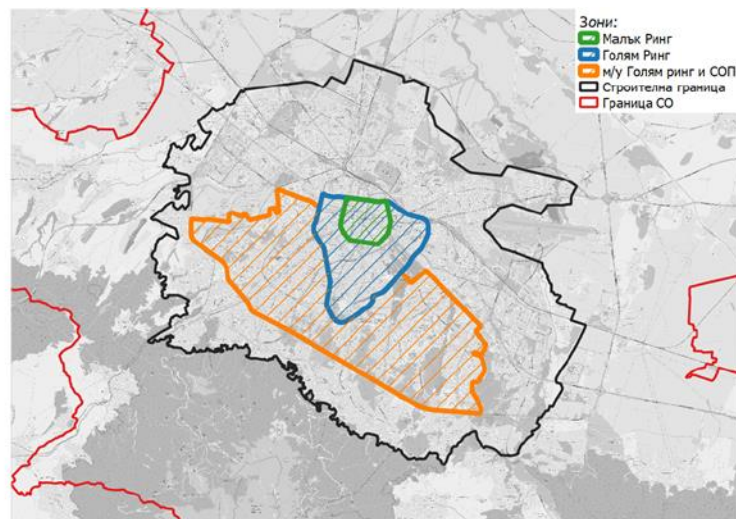 Зони:
Малък Ринг
Голям Ринг
м/у Голям ринг и СОП
Строителна граница
Граница СО